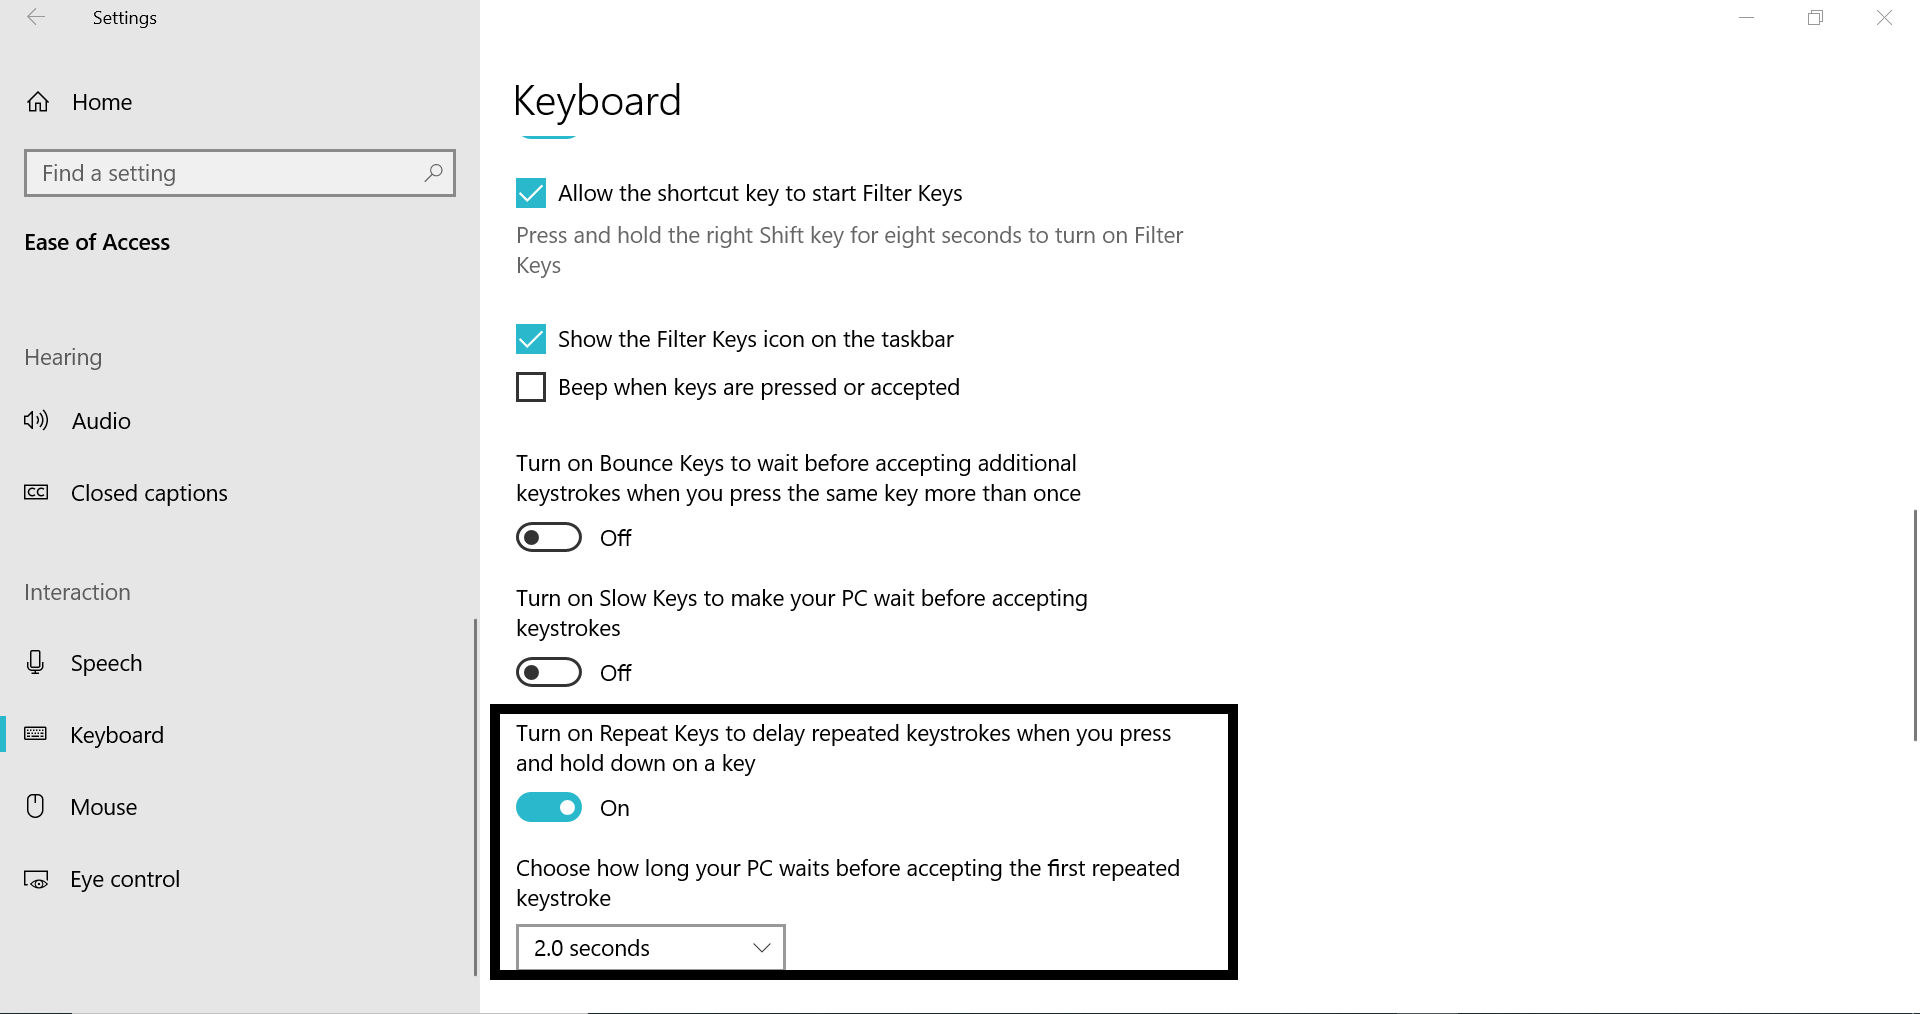 Settings
Home
Find a setting
Ease of Access
Hearing
Audio
CC
Closed captions
Interaction
Speech
Keyboard
Mouse
Eye control
Keyboard
Allow the shortcut key to start Filter Keys
Press and hold the right Shift key for eight seconds to turn on Filter
Keys
Show the Filter Keys icon on the taskbar
Beep when keys are pressed or accepted
Turn on Bounce Keys to wait before accepting additional
keystrokes when you press the same key more than once
Off
Turn on Slow Keys to make your PC wait before accepting
keystrokes
Off
Turn on Repeat Keys to delay repeated keystrokes when you press
and hold down on a key
On
Choose how long your PC waits before accepting the first repeated
keystroke
2.0 seconds